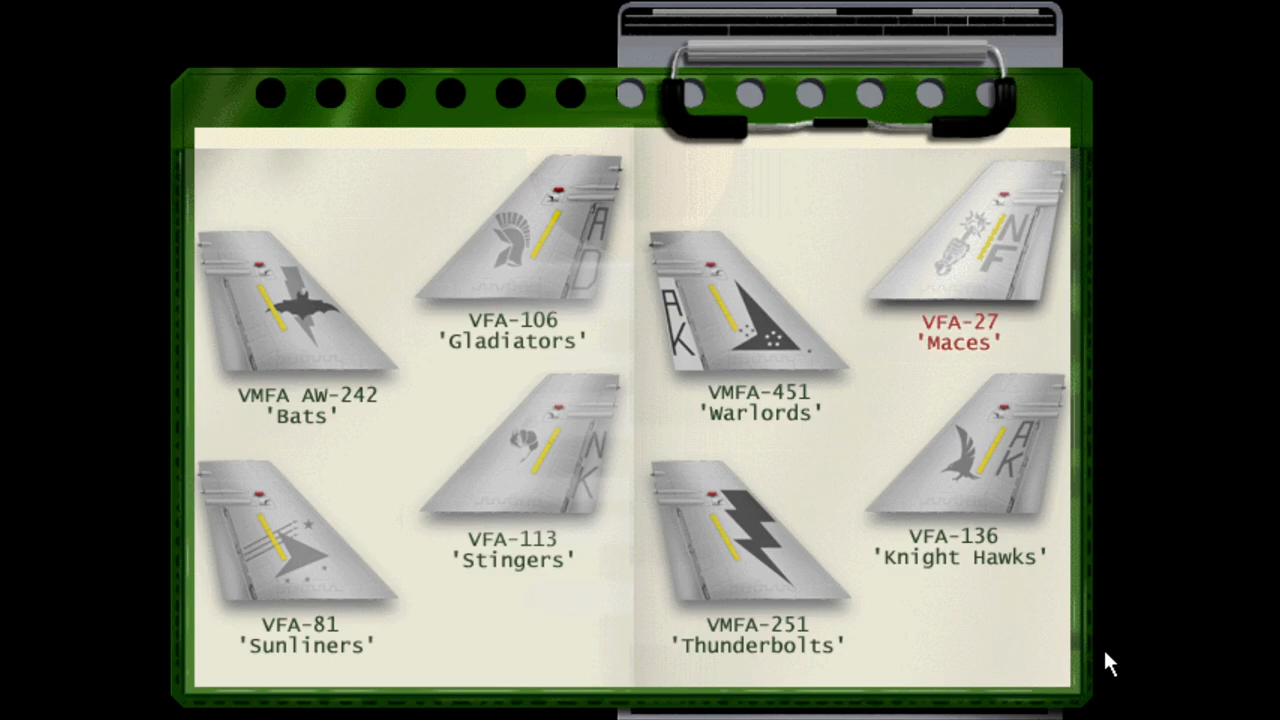 AD
VFA-106
'Gladiators'
NF
VFA-27
'Maces'
VMFA AW-242
'Bats'
AK
VMFA-451
'Warlords'
NK
VFA-113
'Stingers'
AK
VFA-136
'Knight Hawks'
VFA-81
'Sunliners'
VMFA-251
'Thunderbolts'